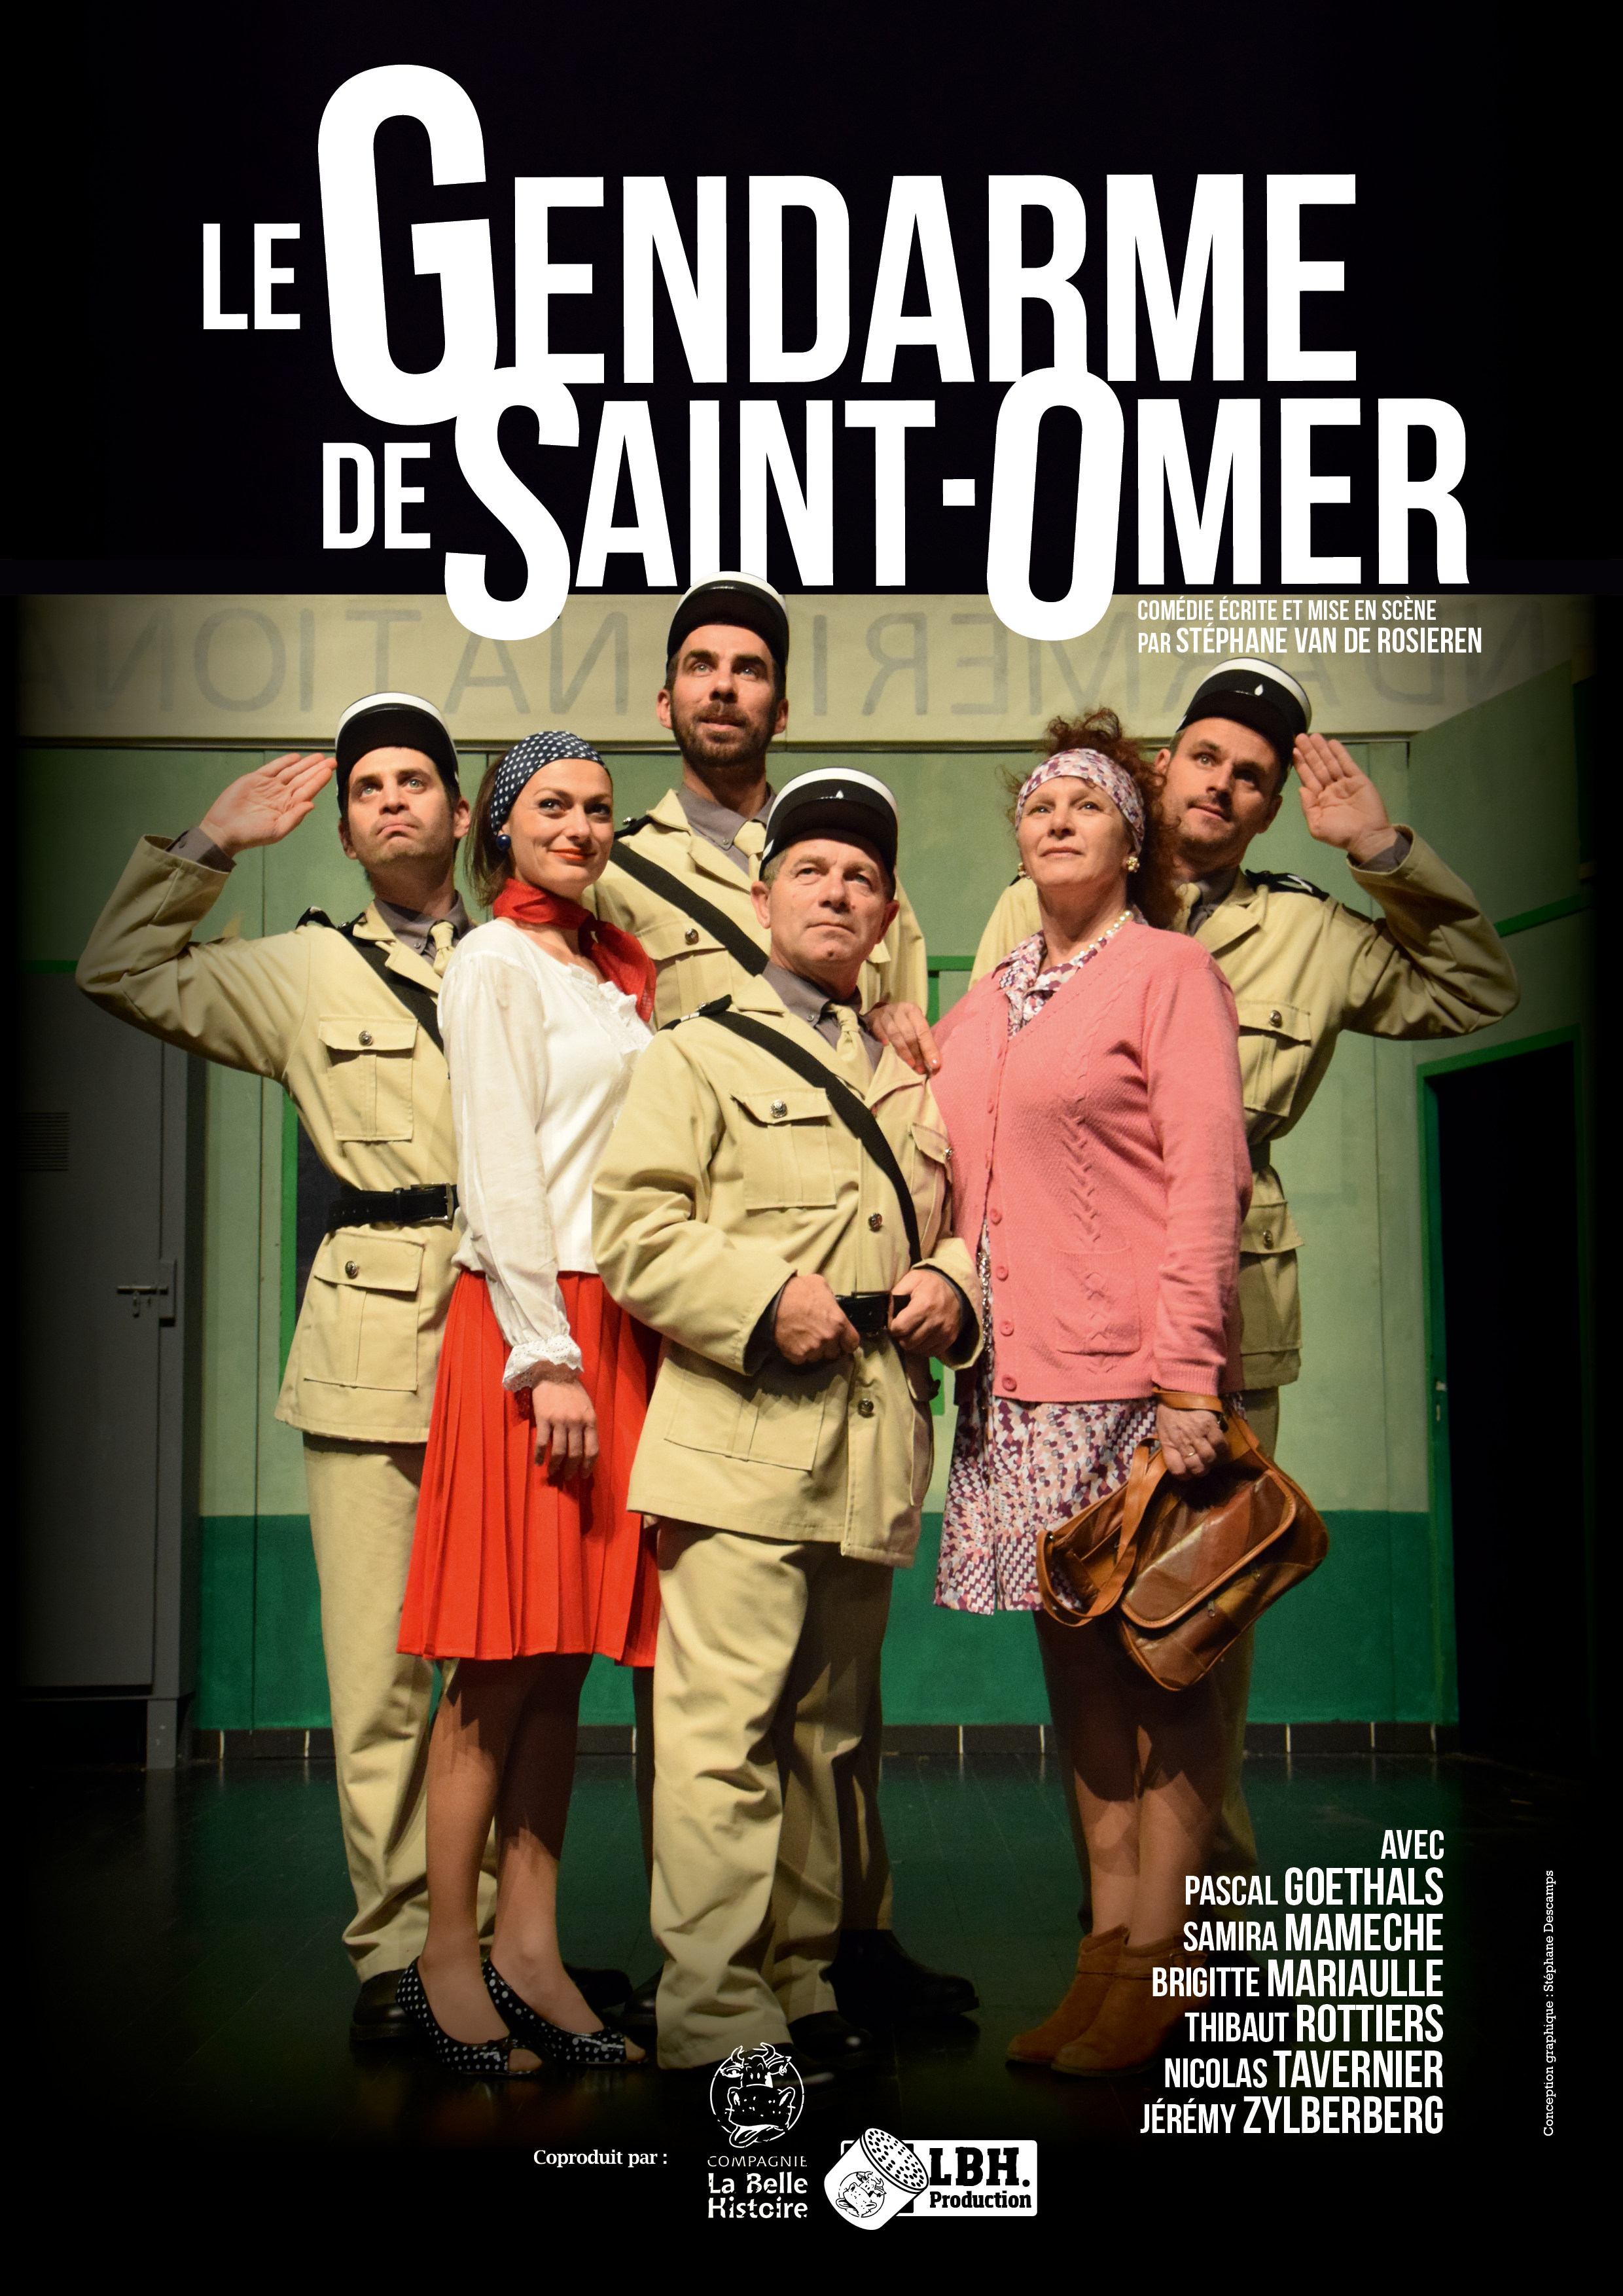 LE GENDARME
DE SAINT-OMER
COMÉDIE ÉCRITE ET MISE EN SCÈNE
PAR STÉPHANE VAN DE ROSIEREN
NDARMERI NATIONA
AVEC
PASCAL GOETHALS
SAMIRA MAMECHE
BRIGITTE MARIAULLE
THIBAUT ROTTIERS
NICOLAS TAVERNIER
JÉRÉMY ZYLBERBERG
Conception graphique : Stéphane Descamps
Coproduit par :
COMPAGNIE
La Belle
Histoire
LBH.
Production